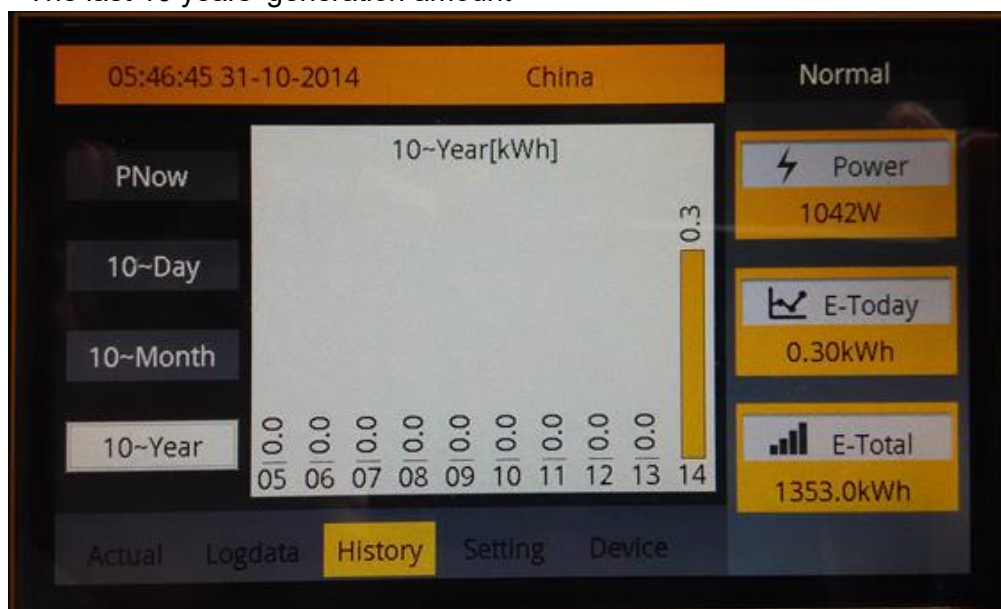 The last 10 years' generation amount
05:46:45 31-10-2014
China
Normal
PNow
10~Day
10~Month
10~Year
10~Year[kWh]
0.0 0.0 0.0 0.0 0.0 0.0 0.0 0.0 0.0 0.3
05 06 07 08 09 10 11 12 13 14
Power
1042W
E-Today
0.30kWh
E-Total
1353.0kWh
Actual Logdata History Setting Device